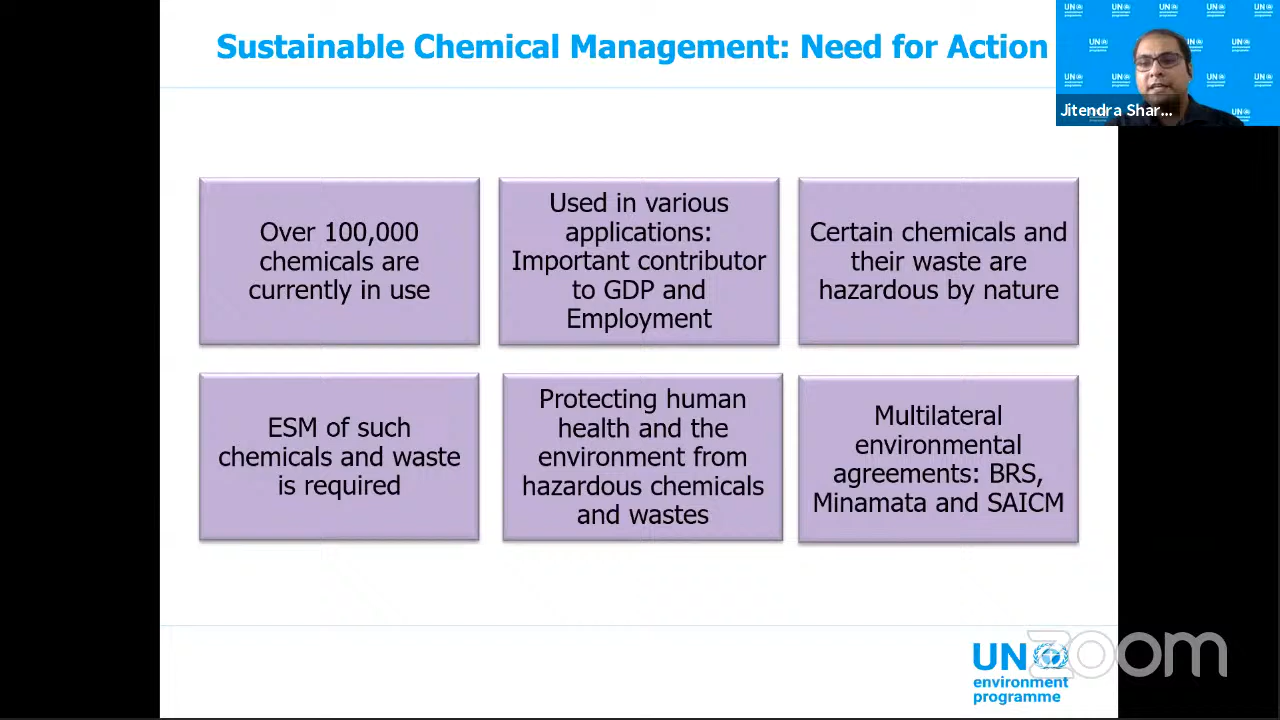 Sustainable Chemical Management: Need for Action
Jitendra Shar...
Over 100,000
chemicals are
currently in use
Used in various
applications:
Important contributor
to GDP and
Employment
Certain chemicals and
their waste are
hazardous by nature
ESM of such
chemicals and waste
is required
Protecting human
health and the
environment from
hazardous chemicals
and wastes
Multilateral
environmental
agreements: BRS,
Minamata and SAICM
UN
environment
programme
zoom